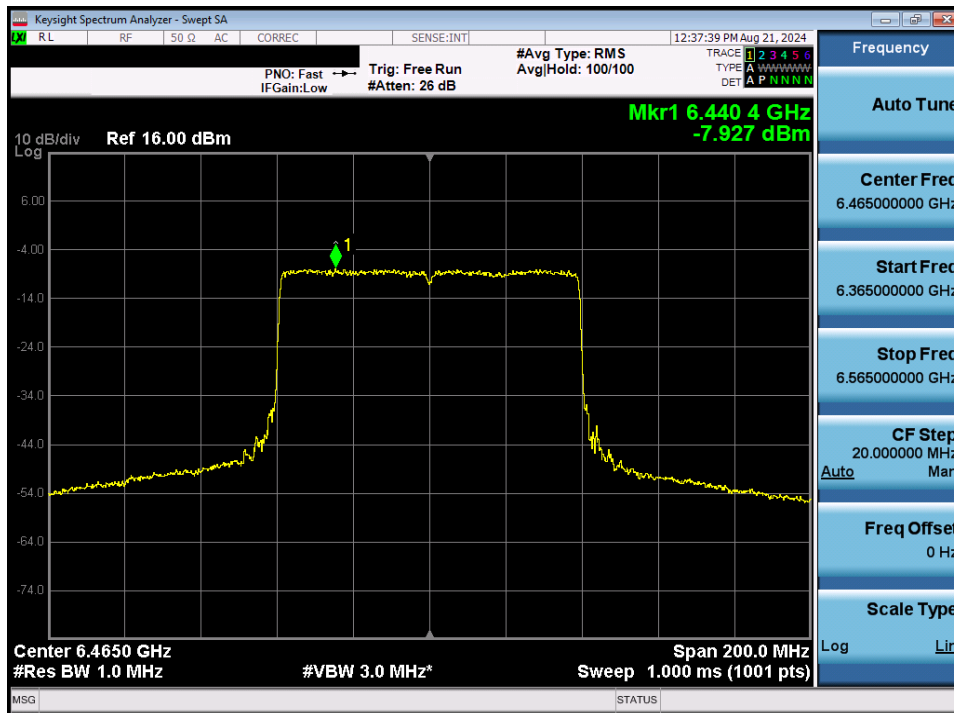 Keysight Spectrum Analyzer - Swept SA
LXI RL RF 50 Ω AC CORREC SENSE:INT 12:37:39 PM Aug 21, 2024
PNO: Fast Trig: Free Run #Avg Type: RMS TRACE 1 2 3 4 5 6
IFGain:Low #Atten: 26 dB Avg|Hold: 100/100 TYPE A WWWWW
DET A P N N N N
Mkr1 6.440 4 GHz
-7.927 dBm
10 dB/div Ref 16.00 dBm
Log
6.00
-4.00
1
-14.0
-24.0
-34.0
-44.0
-54.0
-64.0
-74.0
Center 6.4650 GHz Span 200.0 MHz
#Res BW 1.0 MHz #VBW 3.0 MHz* Sweep 1.000 ms (1001 pts)
MSG STATUS
Frequency
Auto Tune
Center Freq
6.465000000 GHz
Start Freq
6.365000000 GHz
Stop Freq
6.565000000 GHz
CF Step
20.000000 MHz
Auto Man
Freq Offset
0 Hz
Scale Type
Log Lin